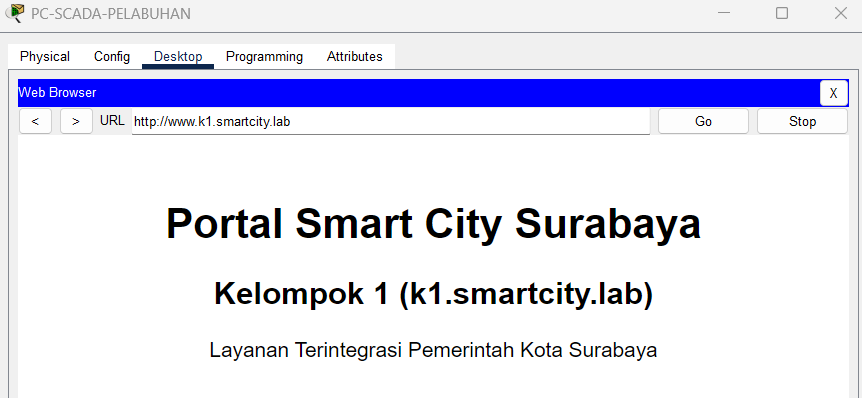 PC-SCADA-PELABUHAN
Physical Config Desktop Programming Attributes
Web Browser X
< > URL http://www.k1.smartcity.lab Go Stop
Portal Smart City Surabaya
Kelompok 1 (k1.smartcity.lab)
Layanan Terintegrasi Pemerintah Kota Surabaya